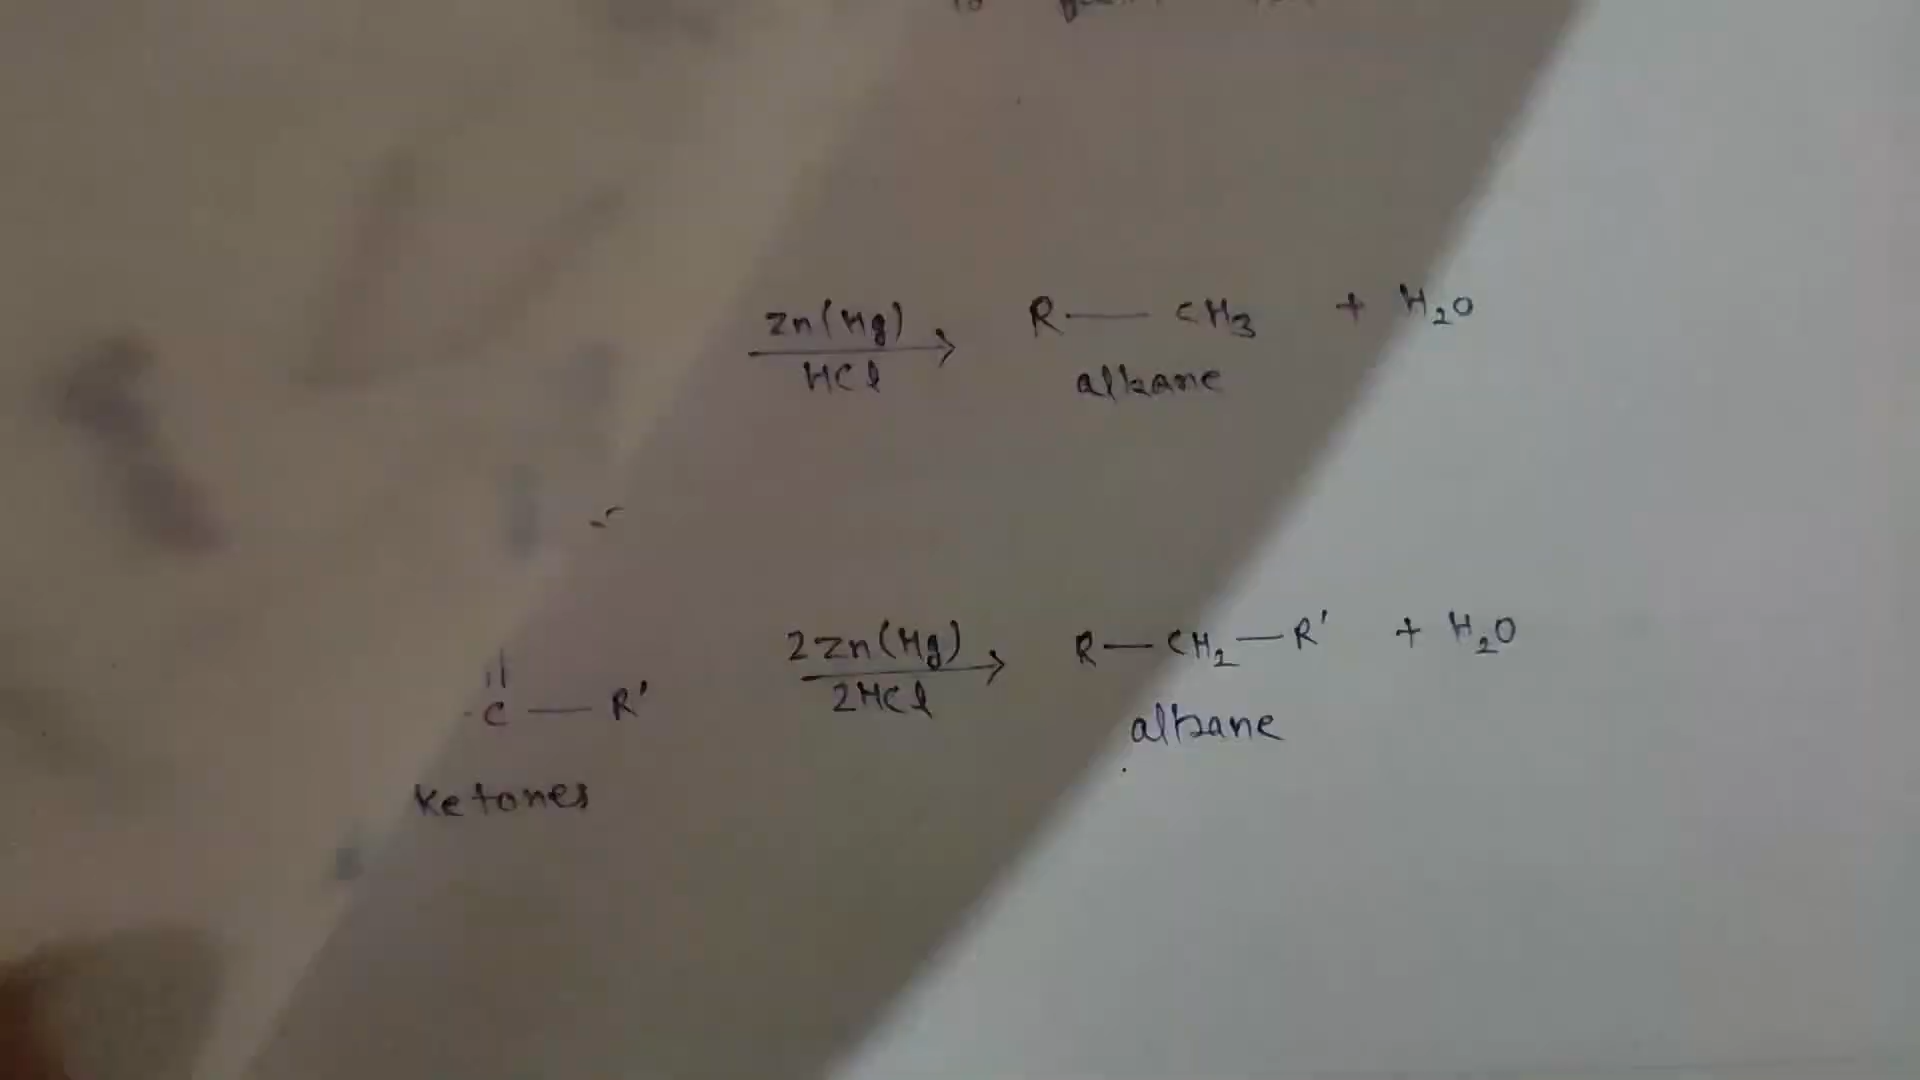 Zn(Hg)
HCl
R — CH₃ + H₂O
alkane
C — R'
ketones
2Zn(Hg)
2HCl
R — CH₂ — R' + H₂O
alkane